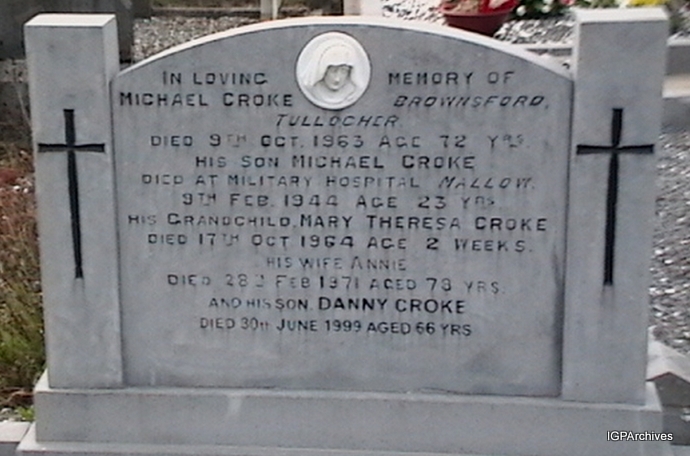 IN LOVING MEMORY OF
MICHAEL CROKE BROWNSFORD,
TULLOCHER.
DIED 9TH OCT. 1963 AGE 72 YRS.
HIS SON MICHAEL CROKE
DIED AT MILITARY HOSPITAL MALLOW.
9TH FEB. 1944 AGE 23 YRS.
HIS GRANDCHILD, MARY THERESA CROKE
DIED 17TH OCT 1964 AGE 2 WEEKS.
HIS WIFE ANNIE
DIED 28TH FEB 1971 AGED 78 YRS.
AND HIS SON. DANNY CROKE
DIED 30TH JUNE 1999 AGED 66 YRS
IGPArchives